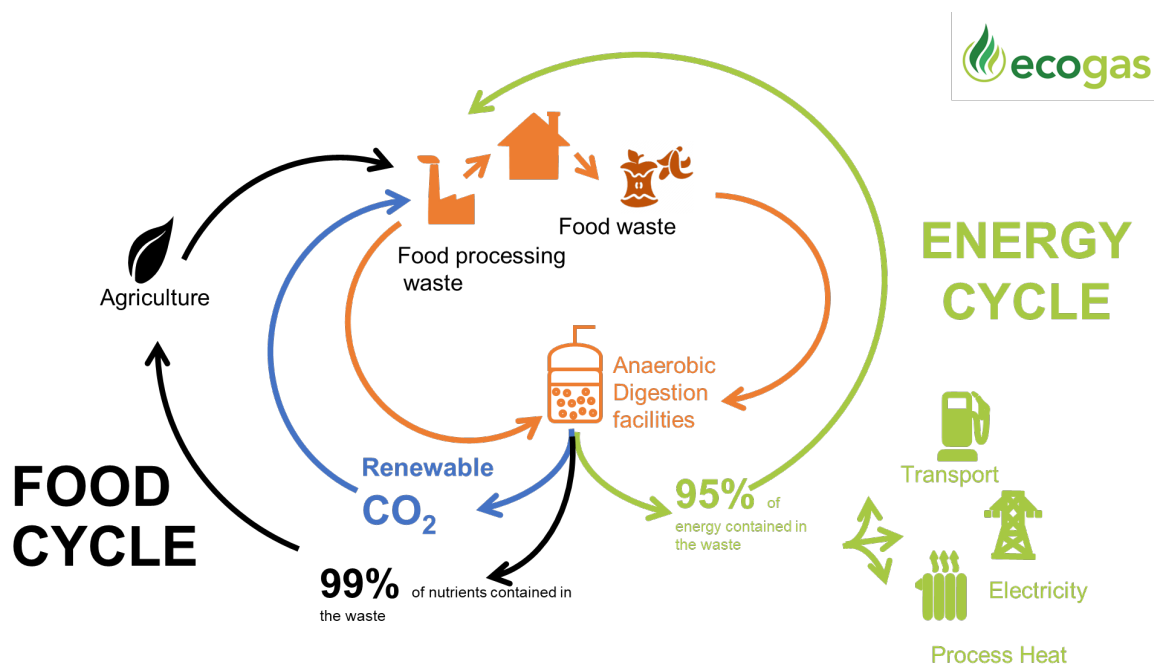 ecogas
Food waste
Food processing
waste
Agriculture
ENERGY
CYCLE
Anaerobic
Digestion
facilities
Renewable
CO₂
FOOD
CYCLE
95% of
energy contained in
the waste
99% of nutrients contained in
the waste
Transport
Electricity
Process Heat